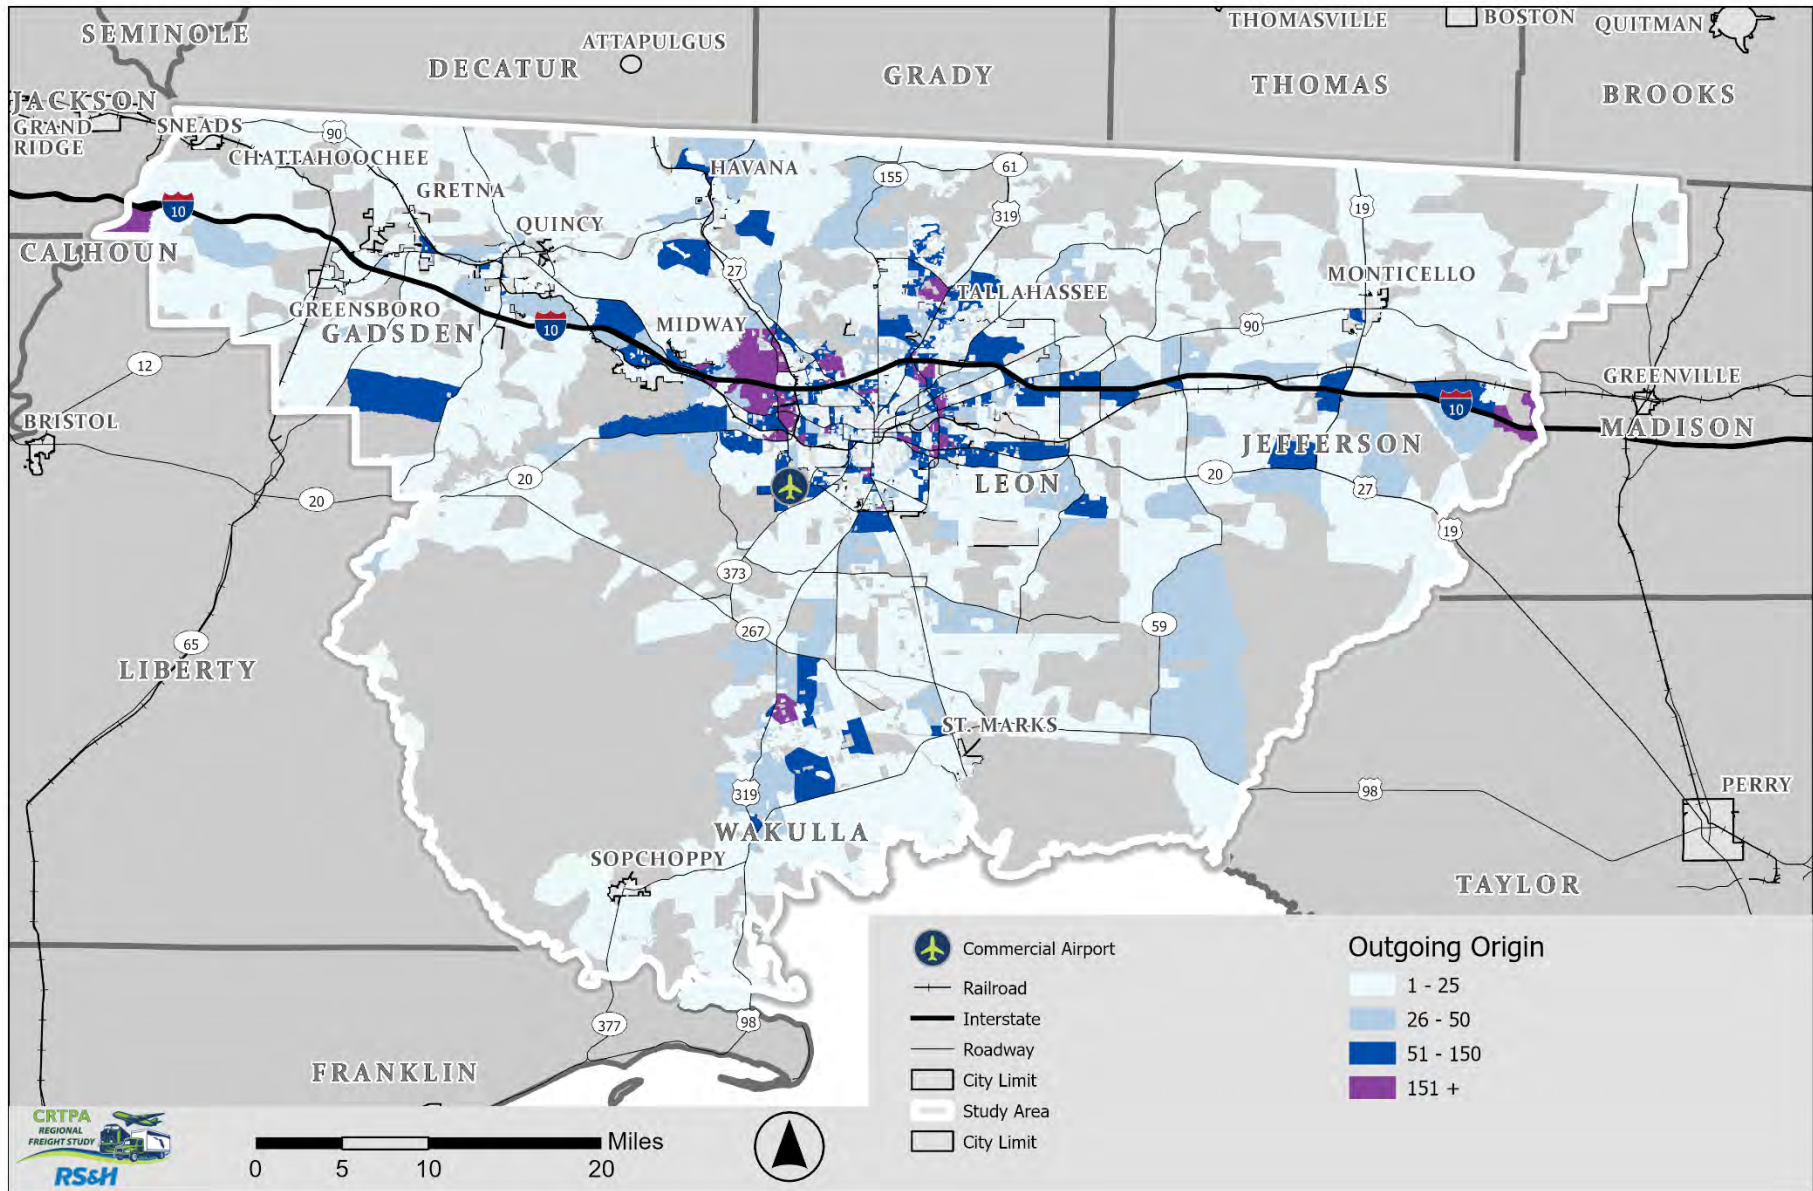 SEMINOLE
ATTAPULGUS
DECATUR
GRADY
THOMASVILLE
BOSTON
QUITMAN
THOMAS
BROOKS
JACKSON
GRAND
RIDGE
SNEADS
90
CHATTAHOOCHEE
GRETNA
HAVANA
155
61
10
QUINCY
319
19
CALHOUN
27
MONTICELLO
GREENSBORO
GADSDEN
10
MIDWAY
TALLAHASSEE
90
12
GREENVILLE
BRISTOL
10
MADISON
JEFFERSON
20
20
LEON
20
27
19
373
267
59
65
LIBERTY
ST. MARKS
319
98
PERRY
WAKULLA
SOPCHOPPY
TAYLOR
377
98
FRANKLIN
Commercial Airport
Railroad
Interstate
Roadway
City Limit
Study Area
City Limit
Outgoing Origin
1 - 25
26 - 50
51 - 150
151 +
CRTPA
REGIONAL
FREIGHT STUDY
RS&H
Miles
0 5 10 20